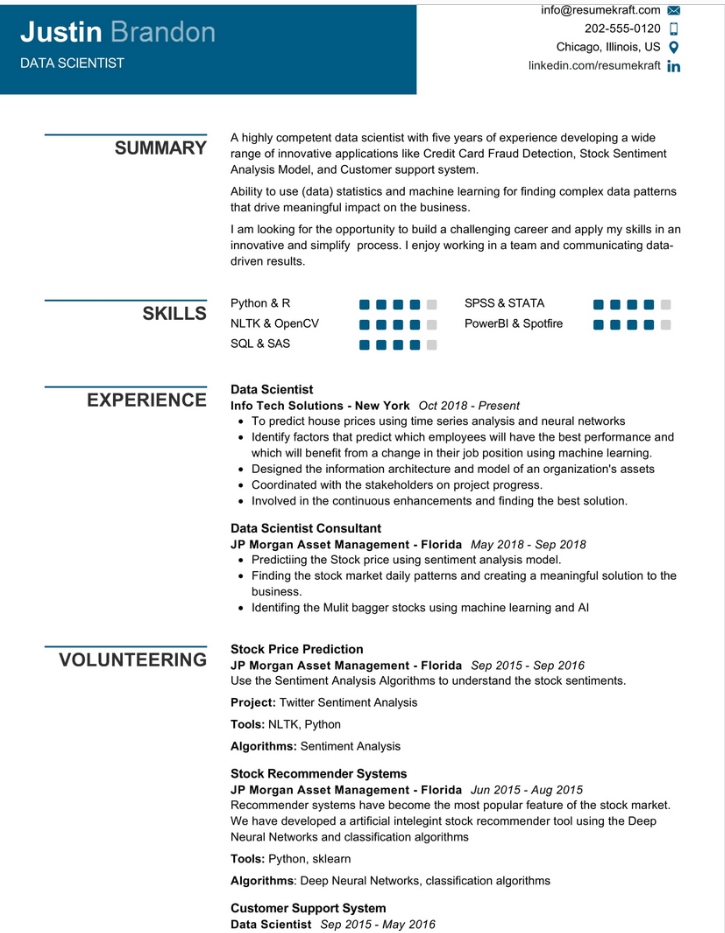 Justin Brandon
DATA SCIENTIST
info@resumekraft.com
202-555-0120
Chicago, Illinois, US
linkedin.com/resumekraft in
SUMMARY
A highly competent data scientist with five years of experience developing a wide
range of innovative applications like Credit Card Fraud Detection, Stock Sentiment
Analysis Model, and Customer support system.
Ability to use (data) statistics and machine learning for finding complex data patterns
that drive meaningful impact on the business.
I am looking for the opportunity to build a challenging career and apply my skills in an
innovative and simplify process. I enjoy working in a team and communicating data-
driven results.
SKILLS
Python & R
NLTK & OpenCV
SQL & SAS
SPSS & STATA
PowerBI & Spotfire
EXPERIENCE
Data Scientist
Info Tech Solutions - New York Oct 2018 - Present
• To predict house prices using time series analysis and neural networks
• Identify factors that predict which employees will have the best performance and
which will benefit from a change in their job position using machine learning.
• Designed the information architecture and model of an organization's assets
• Coordinated with the stakeholders on project progress.
• Involved in the continuous enhancements and finding the best solution.
Data Scientist Consultant
JP Morgan Asset Management - Florida May 2018 - Sep 2018
• Predictiing the Stock price using sentiment analysis model.
• Finding the stock market daily patterns and creating a meaningful solution to the
business.
• Identifing the Mulit bagger stocks using machine learning and AI
VOLUNTEERING
Stock Price Prediction
JP Morgan Asset Management - Florida Sep 2015 - Sep 2016
Use the Sentiment Analysis Algorithms to understand the stock sentiments.
Project: Twitter Sentiment Analysis
Tools: NLTK, Python
Algorithms: Sentiment Analysis
Stock Recommender Systems
JP Morgan Asset Management - Florida Jun 2015 - Aug 2015
Recommender systems have become the most popular feature of the stock market.
We have developed a artificial intelegint stock recommender tool using the Deep
Neural Networks and classification algorithms
Tools: Python, sklearn
Algorithms: Deep Neural Networks, classification algorithms
Customer Support System
Data Scientist Sep 2015 - May 2016